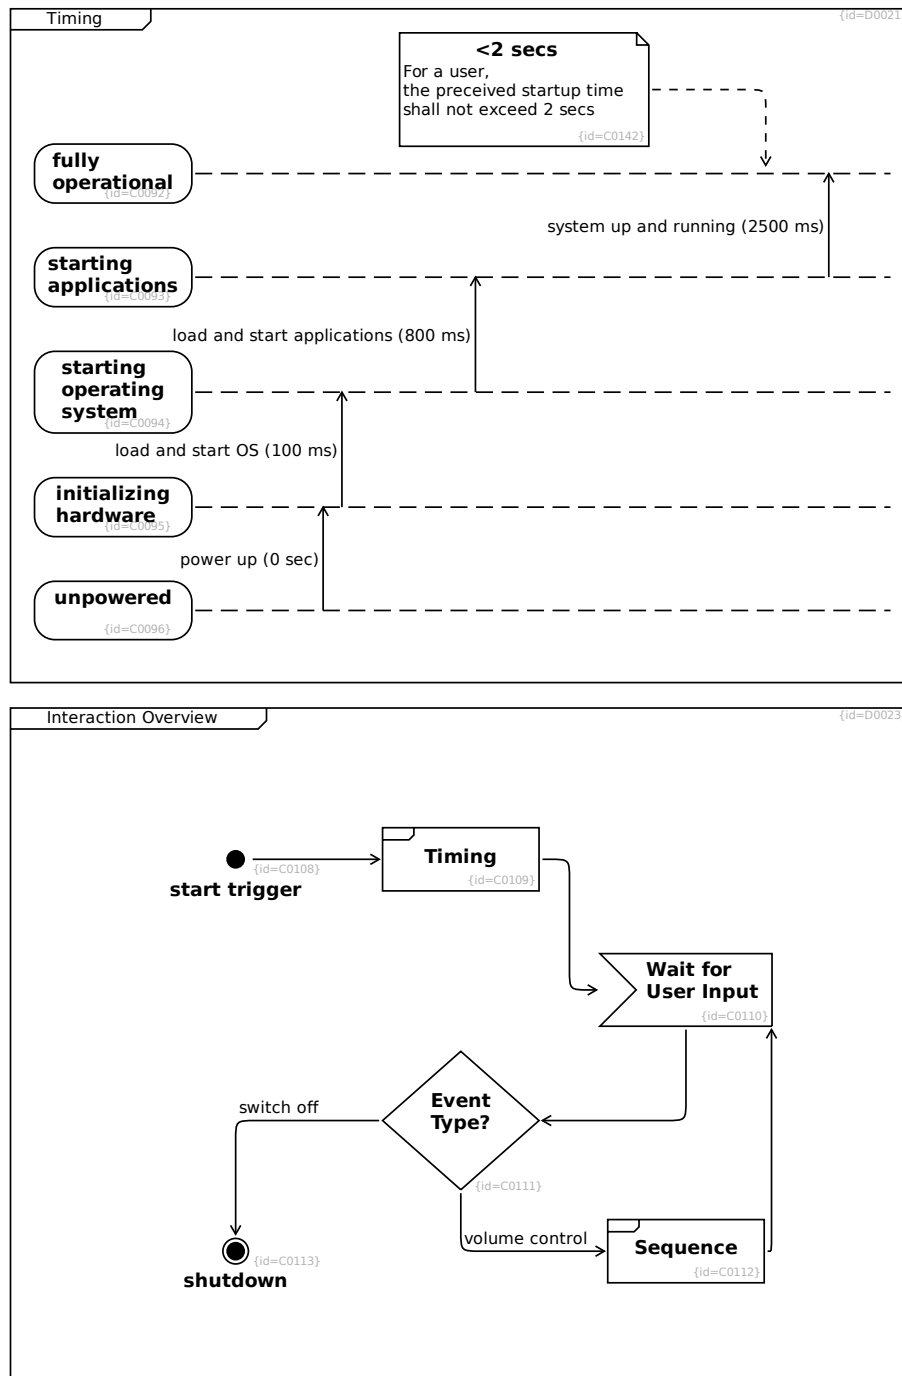 Timing
{id=D0021
<2 secs
For a user,
the preceived startup time
shall not exceed 2 secs
{id=C0142}
fully
operational
{id=C0092}
system up and running (2500 ms)
starting
applications
{id=C0093}
load and start applications (800 ms)
starting
operating
system
{id=C0094}
load and start OS (100 ms)
initializing
hardware
{id=C0095}
power up (0 sec)
unpowered
{id=C0096}
Interaction Overview
{id=D0023
Timing
{id=C0108}
{id=C0109}
start trigger
Wait for
User Input
{id=C0110}
Event
Type?
switch off
{id=C0111}
volume control
Sequence
{id=C0113}
{id=C0112}
shutdown